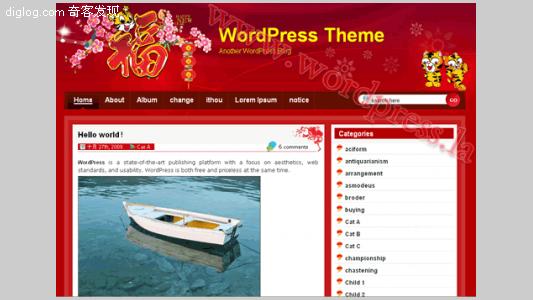 diglog.com 奇客发现
福
WordPress Theme
Another WordPress Blog
www.wordpress.la
Home About Album change ithou Lorem Ipsum notice
search here
GO
Hello world!
十月 27th, 2009 Cat A
6 comments
WordPress is a state-of-the-art publishing platform with a focus on aesthetics, web
standards, and usability. WordPress is both free and priceless at the same time.
Categories
aciform
antiquarianism
arrangement
asmodeus
broder
buying
Cat A
Cat B
Cat C
championship
chastening
Child 1
Child 2